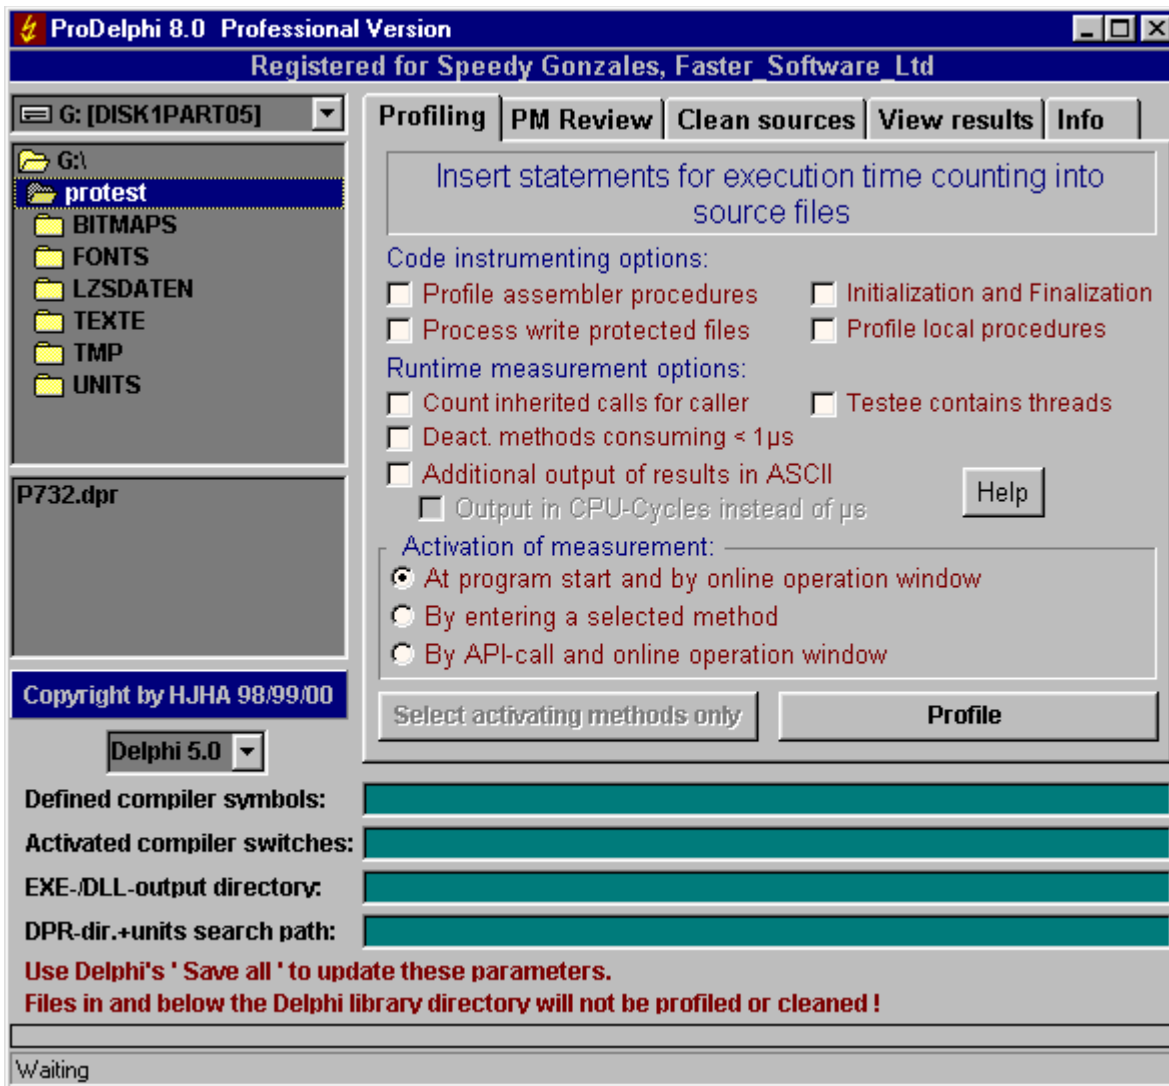 ProDelphi 8.0 Professional Version
Registered for Speedy Gonzales, Faster_Software_Ltd
G: [DISK1PART05]
G:\
protest
BITMAPS
FONTS
LZSDATEN
TEXTE
TMP
UNITS
P732.dpr
Copyright by HJHA 98/99/00
Delphi 5.0
Profiling PM Review Clean sources View results Info
Insert statements for execution time counting into
source files
Code instrumenting options:
Profile assembler procedures Initialization and Finalization
Process write protected files Profile local procedures
Runtime measurement options:
Count inherited calls for caller Testee contains threads
Deact. methods consuming < 1µs
Additional output of results in ASCII
Help
Output in CPU-Cycles instead of µs
Activation of measurement:
At program start and by online operation window
By entering a selected method
By API-call and online operation window
Select activating methods only Profile
Defined compiler symbols:
Activated compiler switches:
EXE-/DLL-output directory:
DPR-dir.+units search path:
Use Delphi's ' Save all ' to update these parameters.
Files in and below the Delphi library directory will not be profiled or cleaned !
Waiting